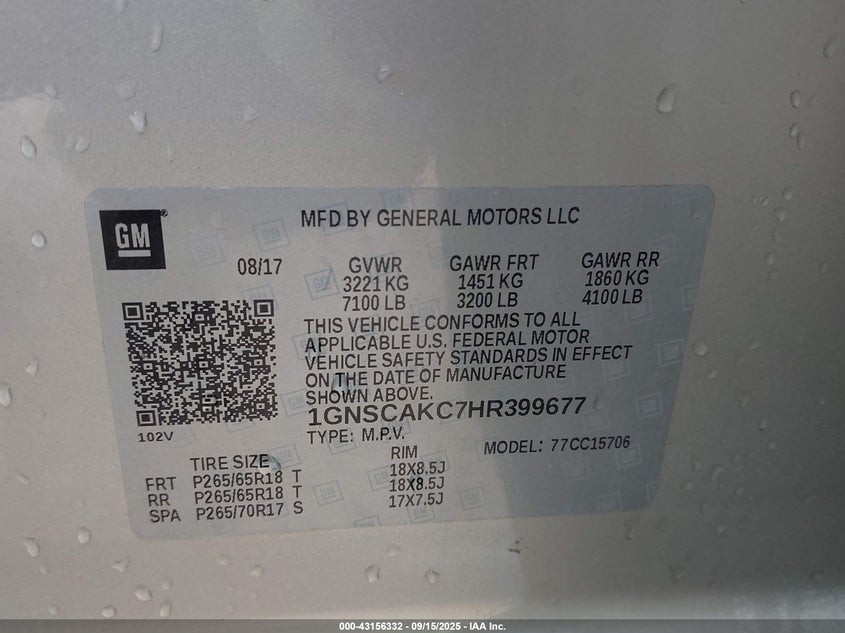 GM
MFD BY GENERAL MOTORS LLC
08/17
GVWR GAWR FRT GAWR RR
3221 KG 1451 KG 1860 KG
7100 LB 3200 LB 4100 LB
THIS VEHICLE CONFORMS TO ALL
APPLICABLE U.S. FEDERAL MOTOR
VEHICLE SAFETY STANDARDS IN EFFECT
ON THE DATE OF MANUFACTURE
SHOWN ABOVE.
1GNSCAKC7HR399677
102V
TYPE: M.P.V. MODEL: 77CC15706
TIRE SIZE RIM
FRT P265/65R18 T 18X8.5J
RR P265/65R18 T 18X8.5J
SPA P265/70R17 S 17X7.5J
000-43156332 - 09/15/2025 - IAA Inc.